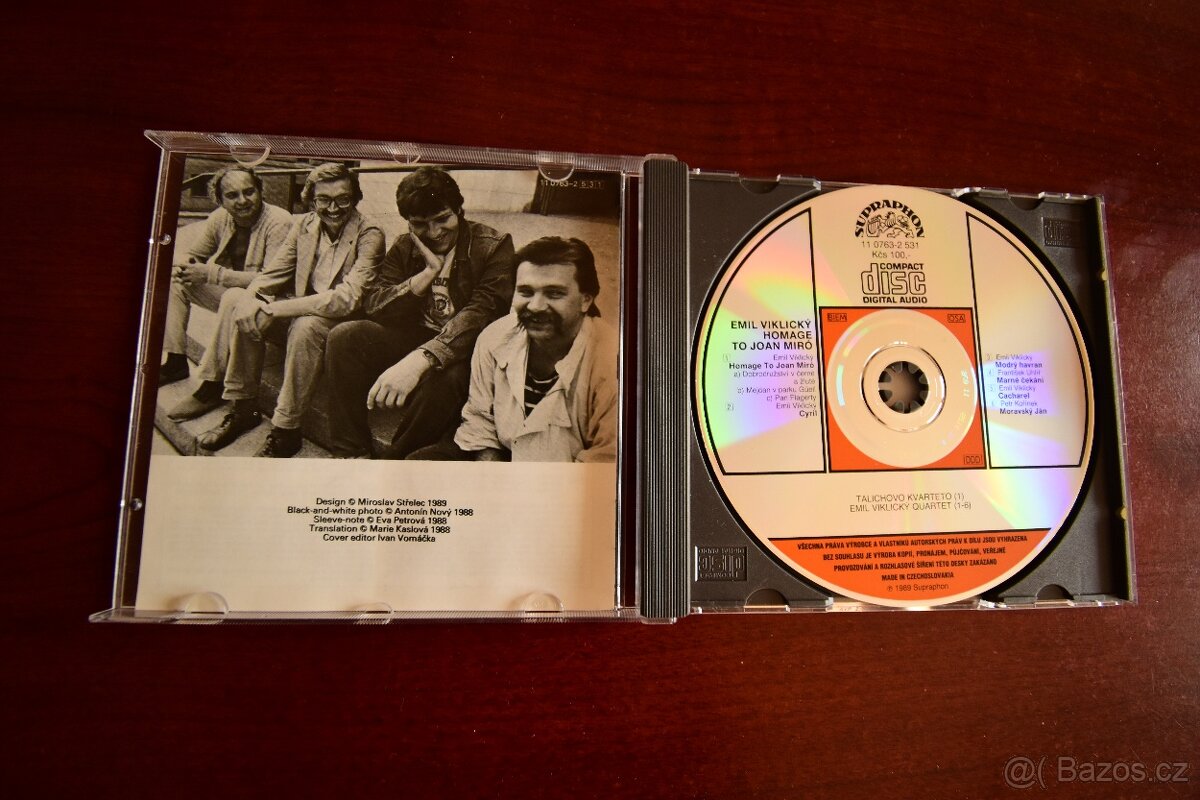 11 0763-2 531
Design © Miroslav Střelec 1989
Black-and-white photo © Antonín Nový 1988
Sleeve-note © Eva Petrová 1988
Translation © Marie Kaslová 1988
Cover editor Ivan Vomáčka
SUPRAPHON
11 0763-2 531
Kčs 100,-
COMPACT
disc
DIGITAL AUDIO
BIEM
OSA
EMIL VIKLICKÝ
HOMAGE
TO JOAN MIRÓ
1 Emil Viklický
Homage To Joan Miró
a) Dobrodružství v černé
a žluté
b) Mejdan v parku Güell
c) Pan Flagerty
2 Emil Viklický
Cyril
3 Emil Viklický
Modrý havran
4 František Uhlíř
Marné čekání
5 Emil Viklický
Cacharel
6 Petr Kořínek
Moravský Ján
DDD
TALICHOVO KVARTETO (1)
EMIL VIKLICKÝ QUARTET (1-6)
VŠECHNA PRÁVA VÝROBCE A VLASTNÍKŮ AUTORSKÝCH PRÁV K DÍLU JSOU VYHRAZENA
BEZ SOUHLASU JE VÝROBA KOPIÍ, PRONÁJEM, PŮJČOVÁNÍ, VEŘEJNÉ
PROVOZOVÁNÍ A ROZHLASOVÉ ŠÍŘENÍ TÉTO DESKY ZAKÁZÁNO
MADE IN CZECHOSLOVAKIA
℗ 1989 Supraphon
@( Bazoš.cz